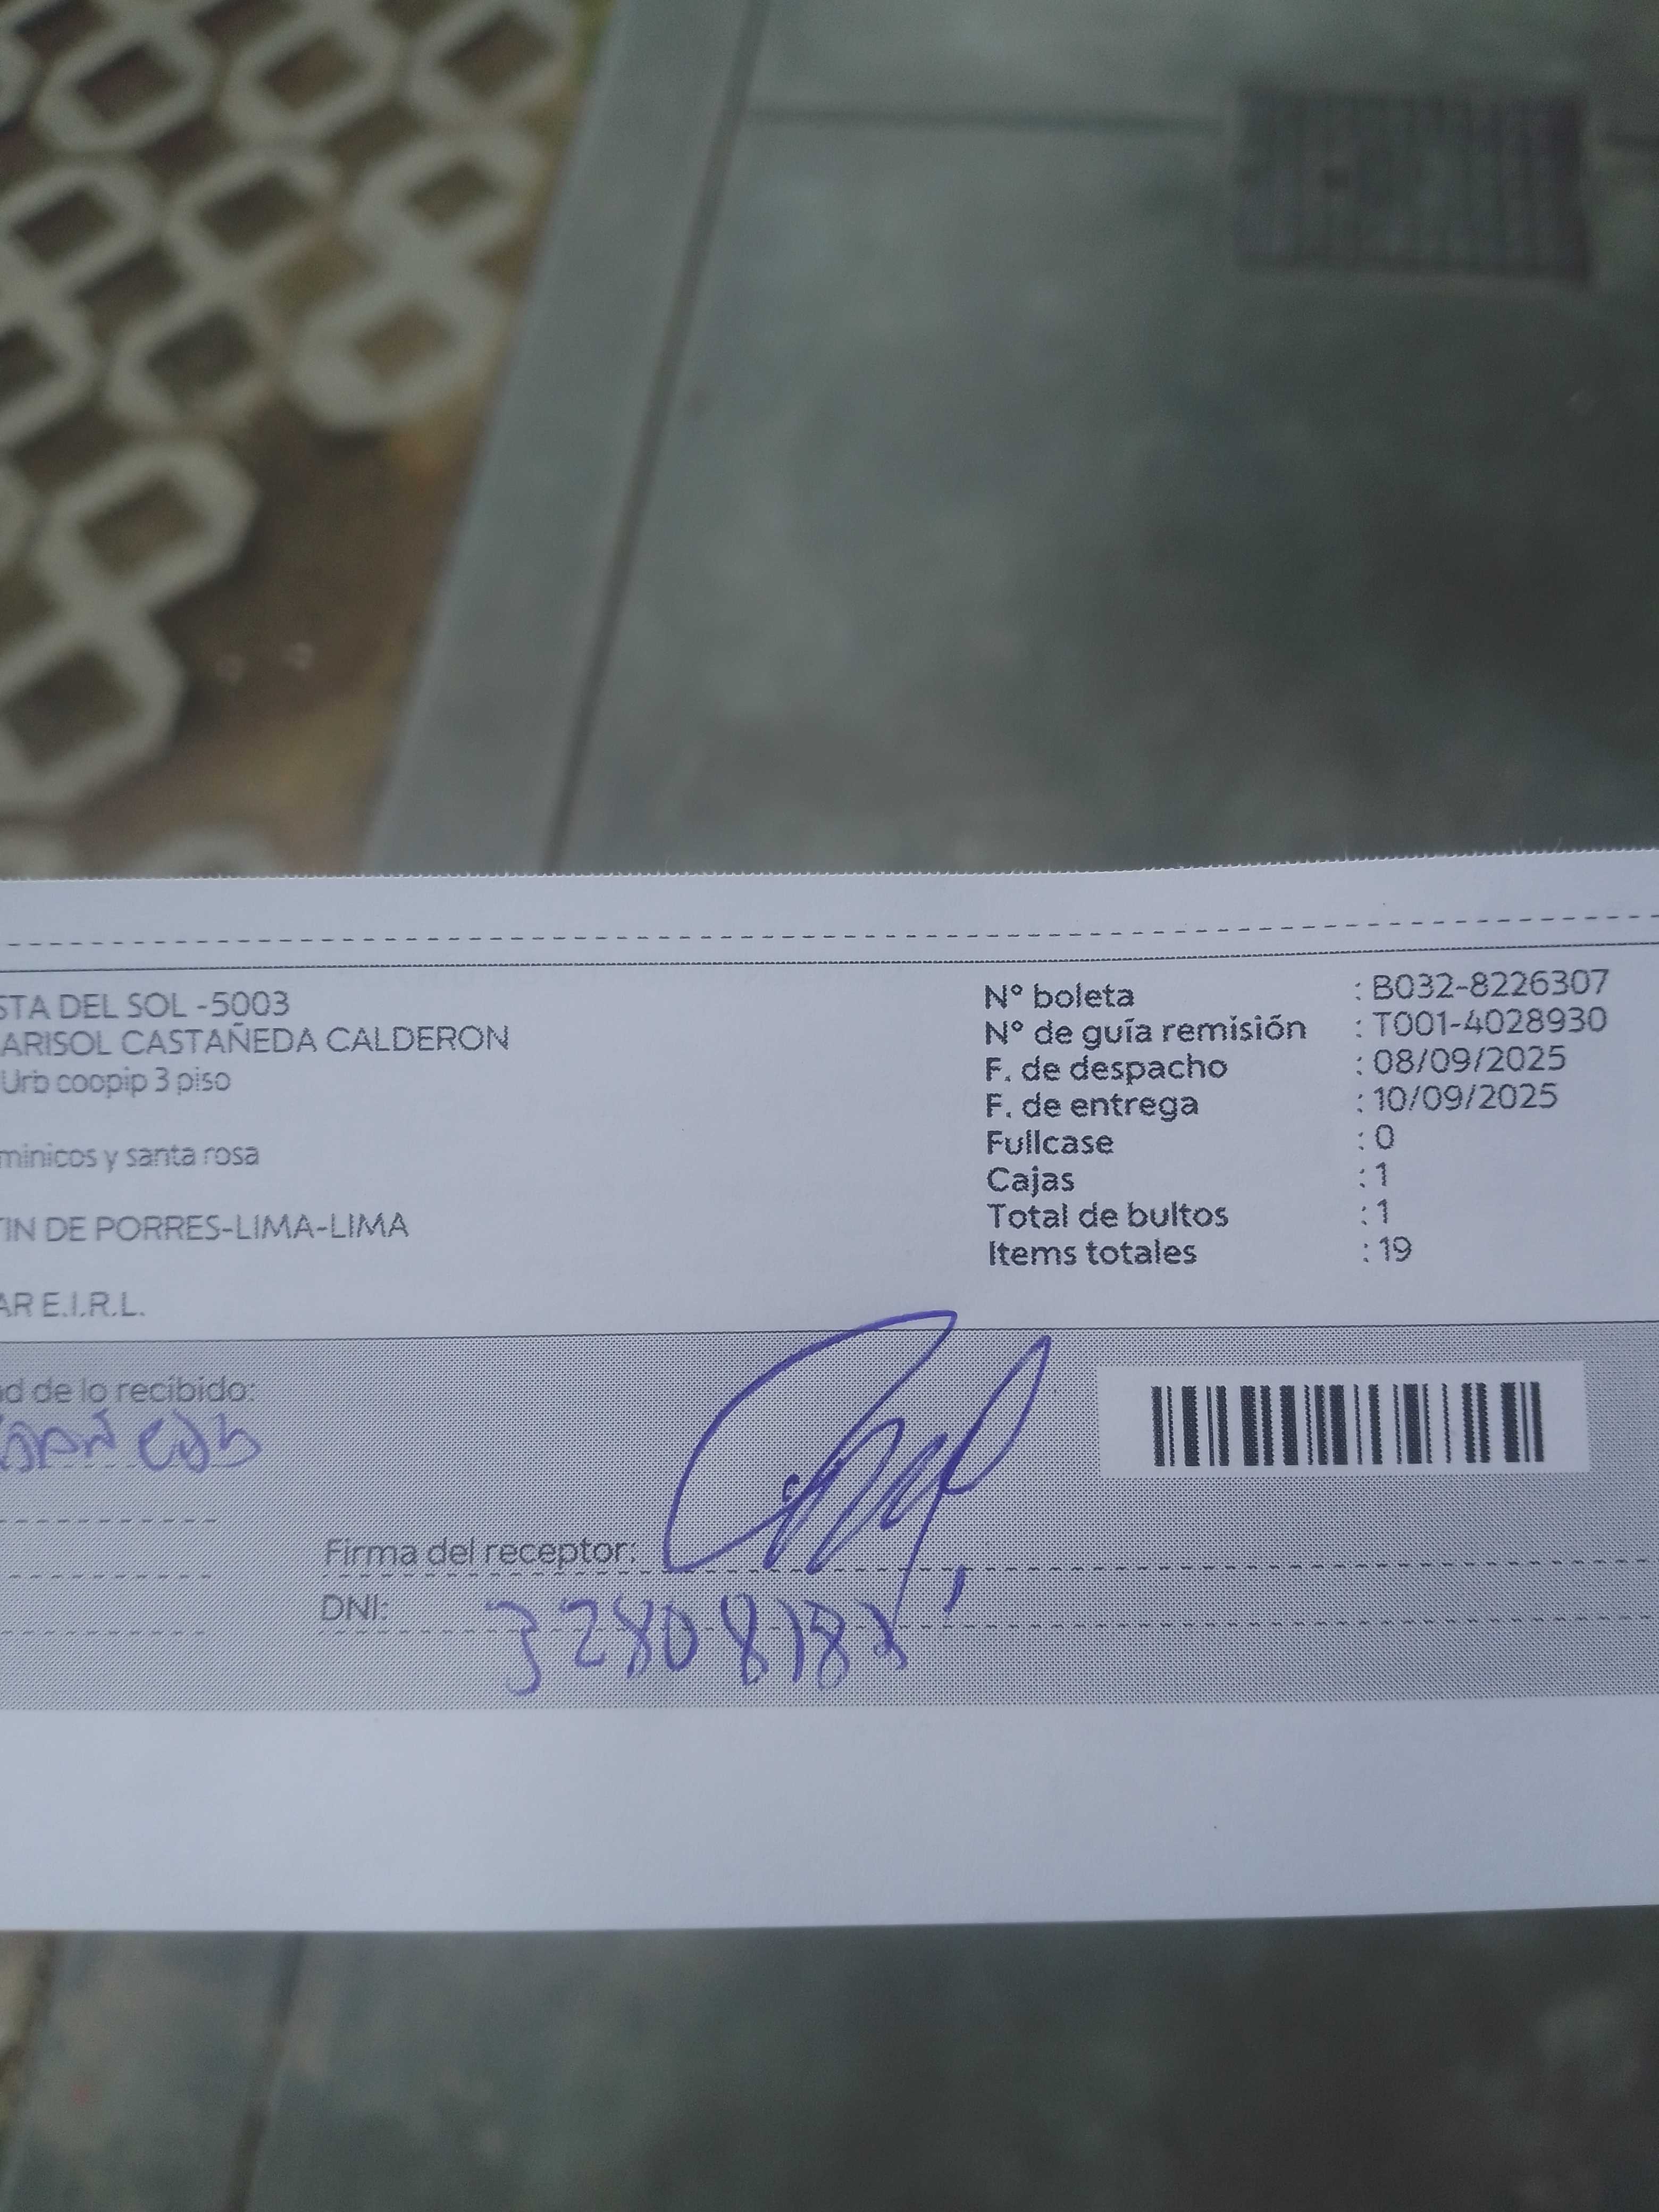 STA DEL SOL -5003
ARISOL CASTAÑEDA CALDERON
Urb coopip 3 piso
minicos y santa rosa
TIN DE PORRES-LIMA-LIMA
AR E.I.R.L.
N° boleta : B032-8226307
N° de guía remisión : T001-4028930
F. de despacho : 08/09/2025
F. de entrega : 10/09/2025
Fullcase : 0
Cajas : 1
Total de bultos : 1
Items totales : 19
d de lo recibido:
Firma del receptor:
DNI: